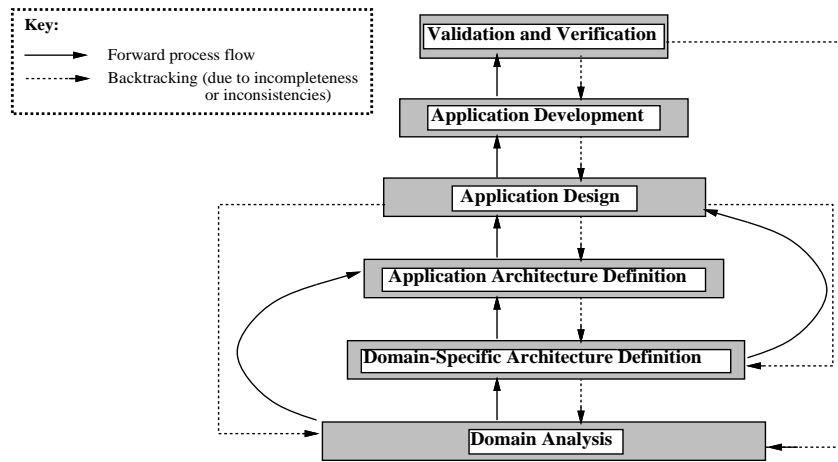 Key:
Forward process flow
Backtracking (due to incompleteness
or inconsistencies)
Validation and Verification
Application Development
Application Design
Application Architecture Definition
Domain-Specific Architecture Definition
Domain Analysis